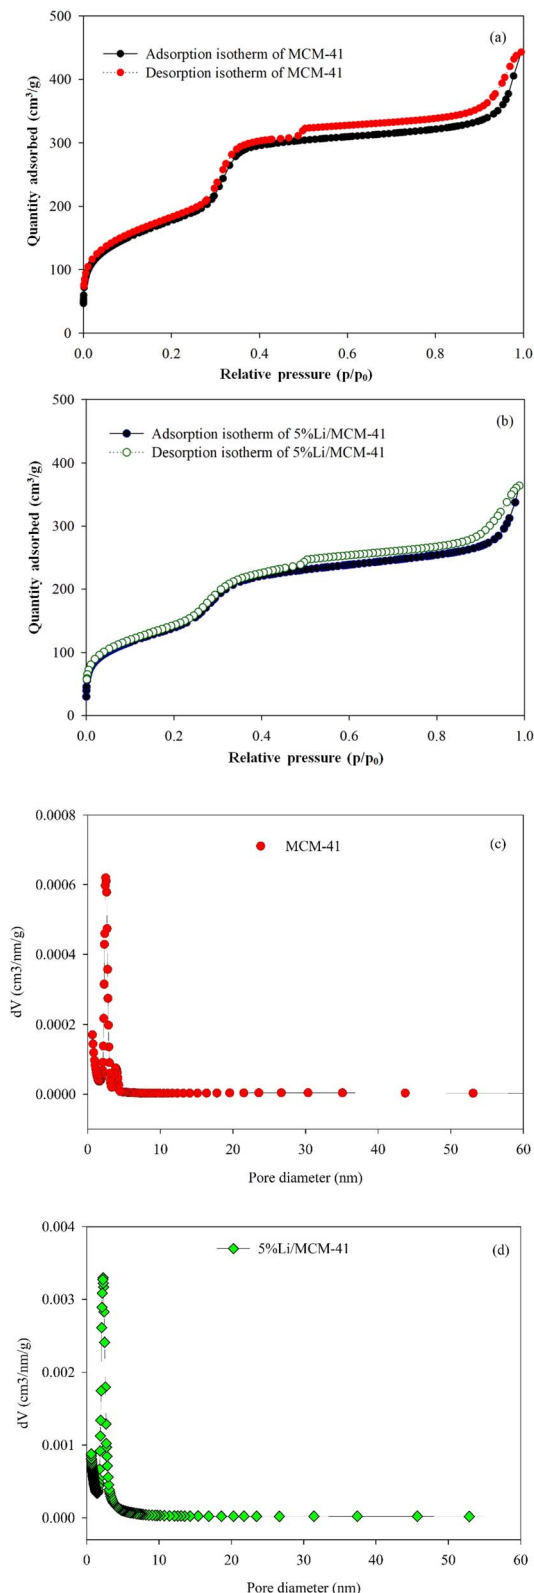 (a)
Adsorption isotherm of MCM-41
Desorption isotherm of MCM-41
500
400
300
200
100
0
Quantity adsorbed (cm³/g)
0.0 0.2 0.4 0.6 0.8 1.0
Relative pressure (p/p₀)
(b)
Adsorption isotherm of 5%Li/MCM-41
Desorption isotherm of 5%Li/MCM-41
500
400
300
200
100
0
Quantity adsorbed (cm³/g)
0.0 0.2 0.4 0.6 0.8 1.0
Relative pressure (p/p₀)
(c)
MCM-41
0.0008
0.0006
0.0004
0.0002
0.0000
dV (cm3/nm/g)
0 10 20 30 40 50 60
Pore diameter (nm)
(d)
5%Li/MCM-41
0.004
0.003
0.002
0.001
0.000
dV (cm3/nm/g)
0 10 20 30 40 50 60
Pore diameter (nm)